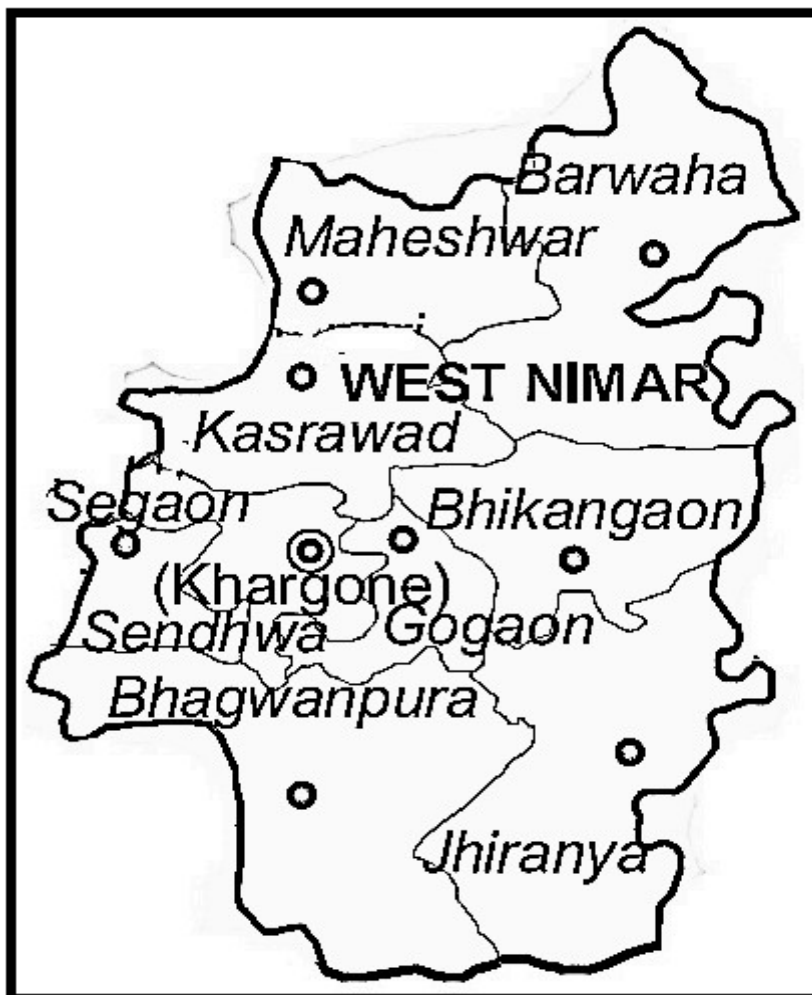 Barwaha
Maheshwar
WEST NIMAR
Kasrawad
Segaon
Bhikangaon
(Khargone)
Sendhwa
Gogaon
Bhagwanpura
Jhiranya